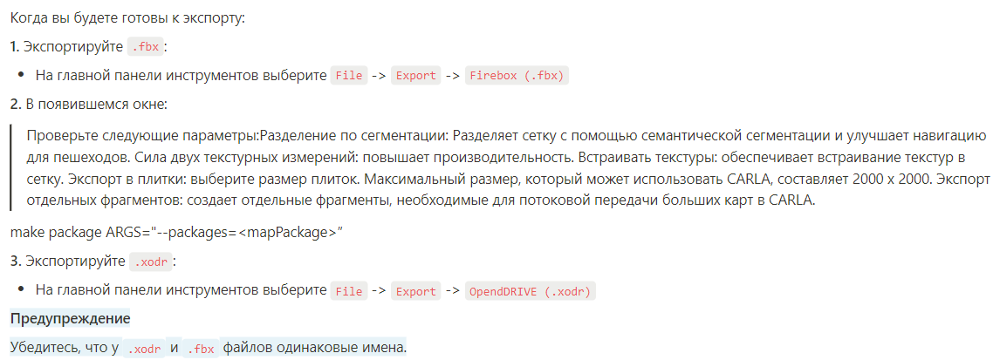 Когда вы будете готовы к экспорту:
1. Экспортируйте .fbx :
• На главной панели инструментов выберите File -> Export -> Firebox (.fbx)
2. В появившемся окне:
Проверьте следующие параметры:Разделение по сегментации: Разделяет сетку с помощью семантической сегментации и улучшает навигацию
для пешеходов. Сила двух текстурных измерений: повышает производительность. Встраивать текстуры: обеспечивает встраивание текстур в
сетку. Экспорт в плитки: выберите размер плиток. Максимальный размер, который может использовать CARLA, составляет 2000 x 2000. Экспорт
отдельных фрагментов: создает отдельные фрагменты, необходимые для потоковой передачи больших карт в CARLA.
make package ARGS="--packages=<mapPackage>”
3. Экспортируйте .xodr :
• На главной панели инструментов выберите File -> Export -> OpendDRIVE (.xodr)
Предупреждение
Убедитесь, что у .xodr и .fbx файлов одинаковые имена.